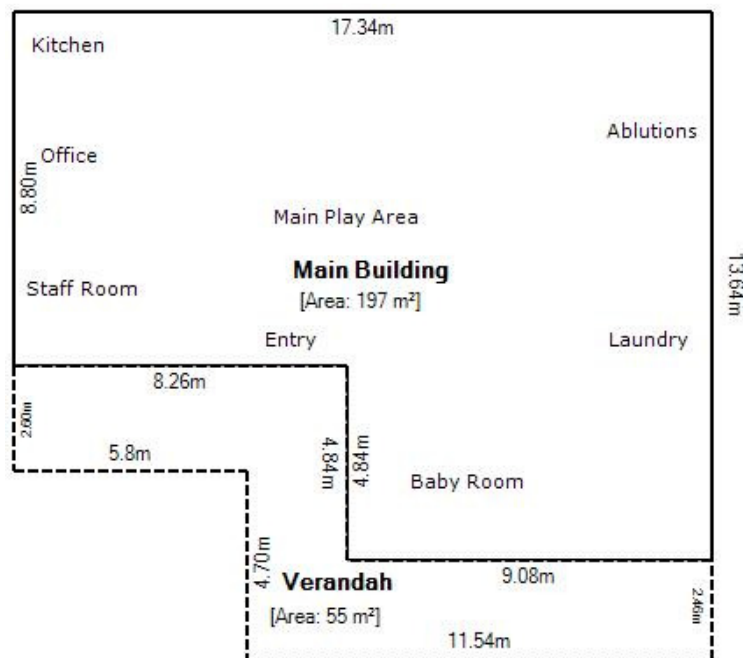 17.34m
Kitchen
Ablutions
Office
8.80m
Main Play Area
Main Building
[Area: 197 m²]
13.64m
Staff Room
Entry
Laundry
8.26m
2.60m
5.8m
4.84m
4.84m
Baby Room
4.70m
Verandah
9.08m
2.46m
[Area: 55 m²]
11.54m